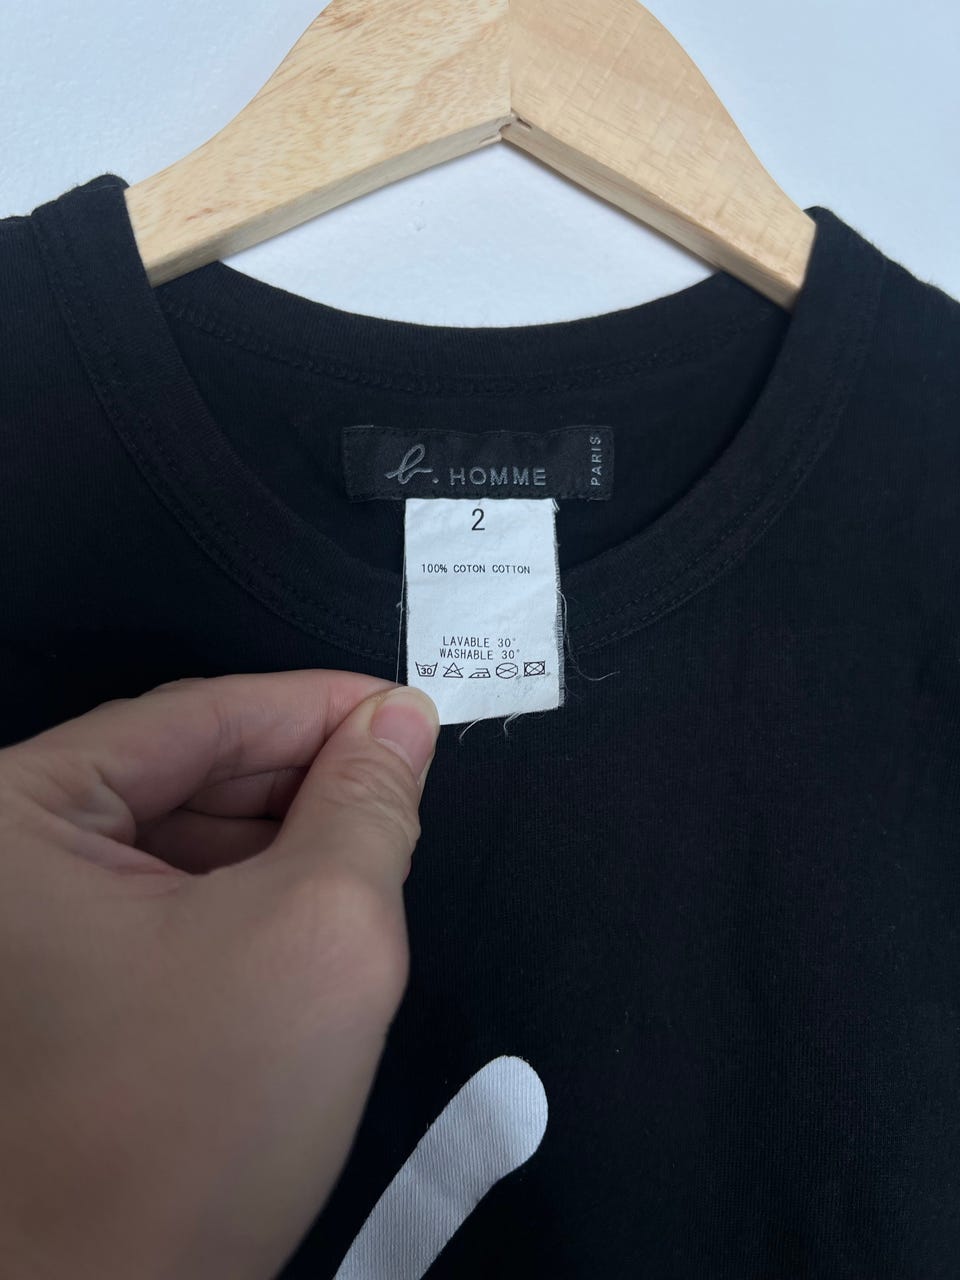 b. HOMME
PARIS
2
100% COTON COTTON
LAVABLE 30°
WASHABLE 30°
30